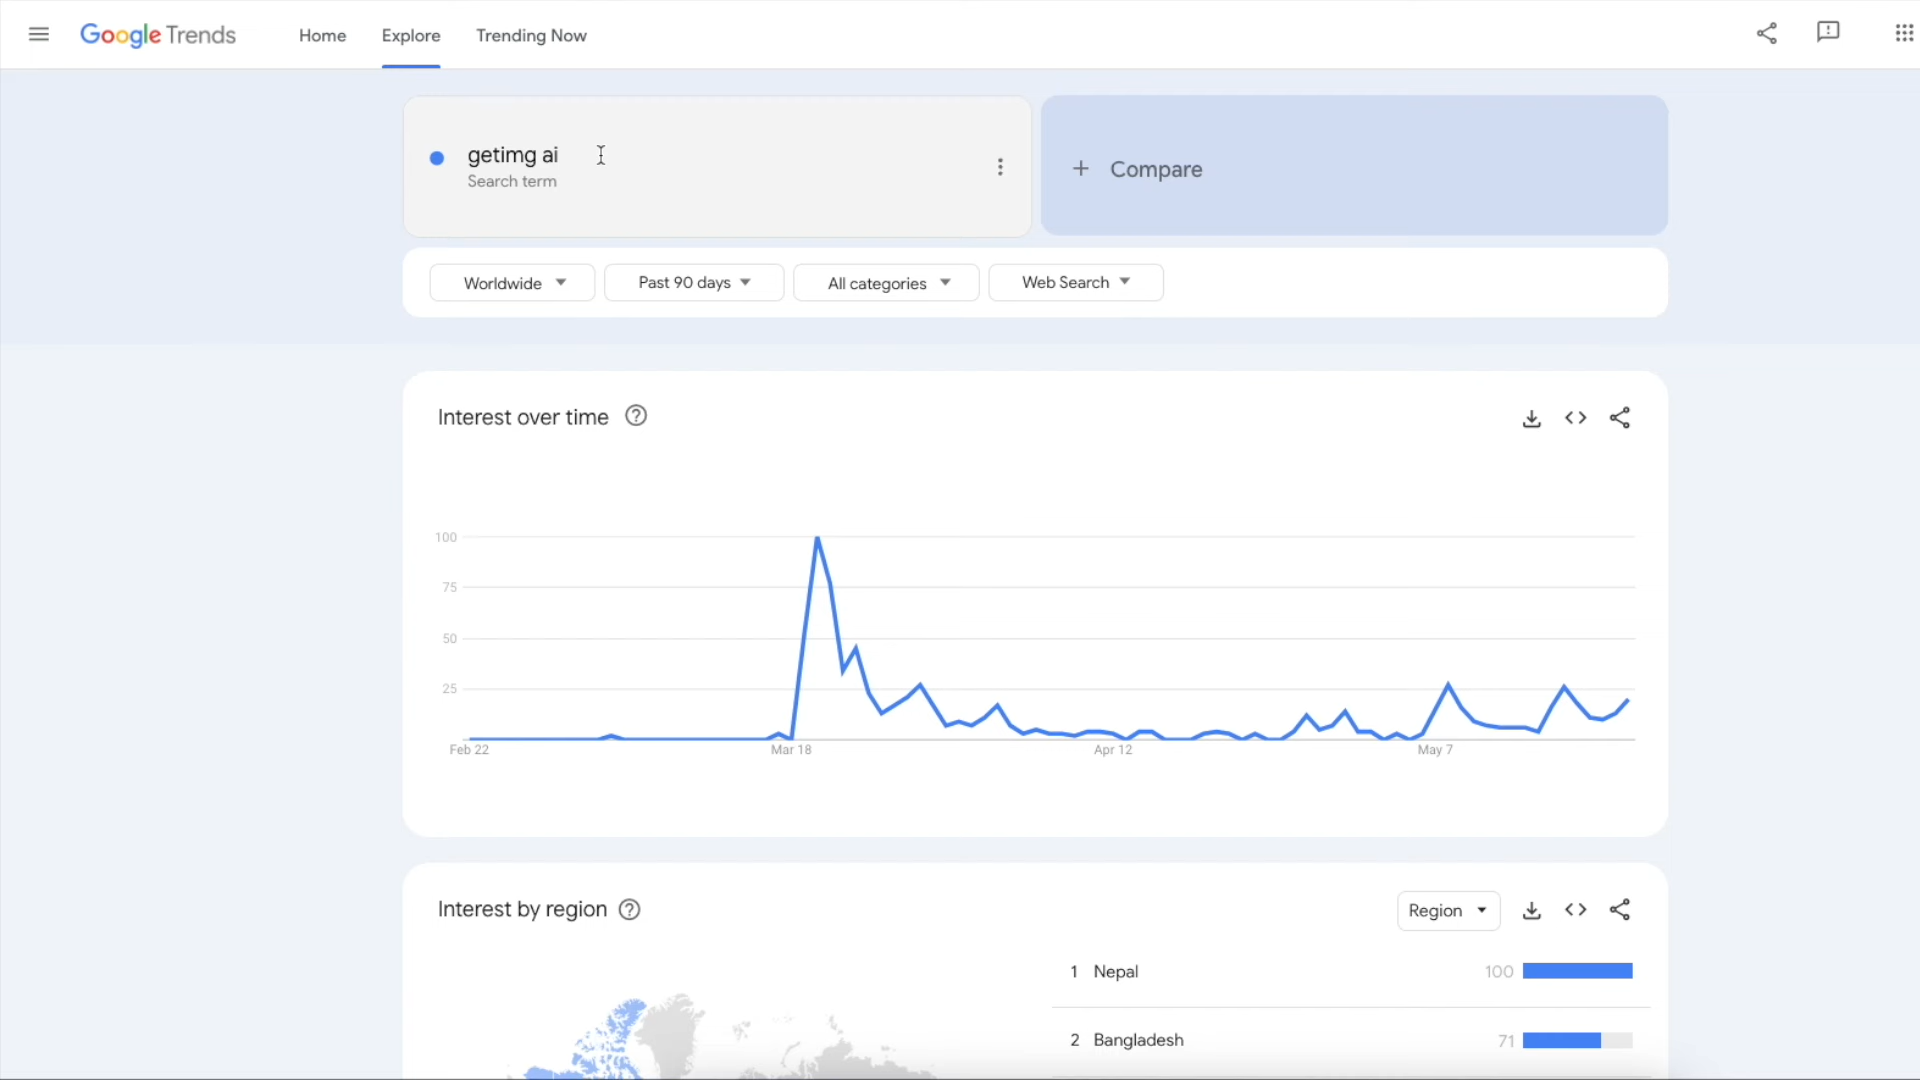 Google Trends Home Explore Trending Now
getimg ai
Search term
+ Compare
Worldwide Past 90 days All categories Web Search
Interest over time
100
75
50
25
Feb 22 Mar 18 Apr 12 May 7
Interest by region Region
1 Nepal 100
2 Bangladesh 71